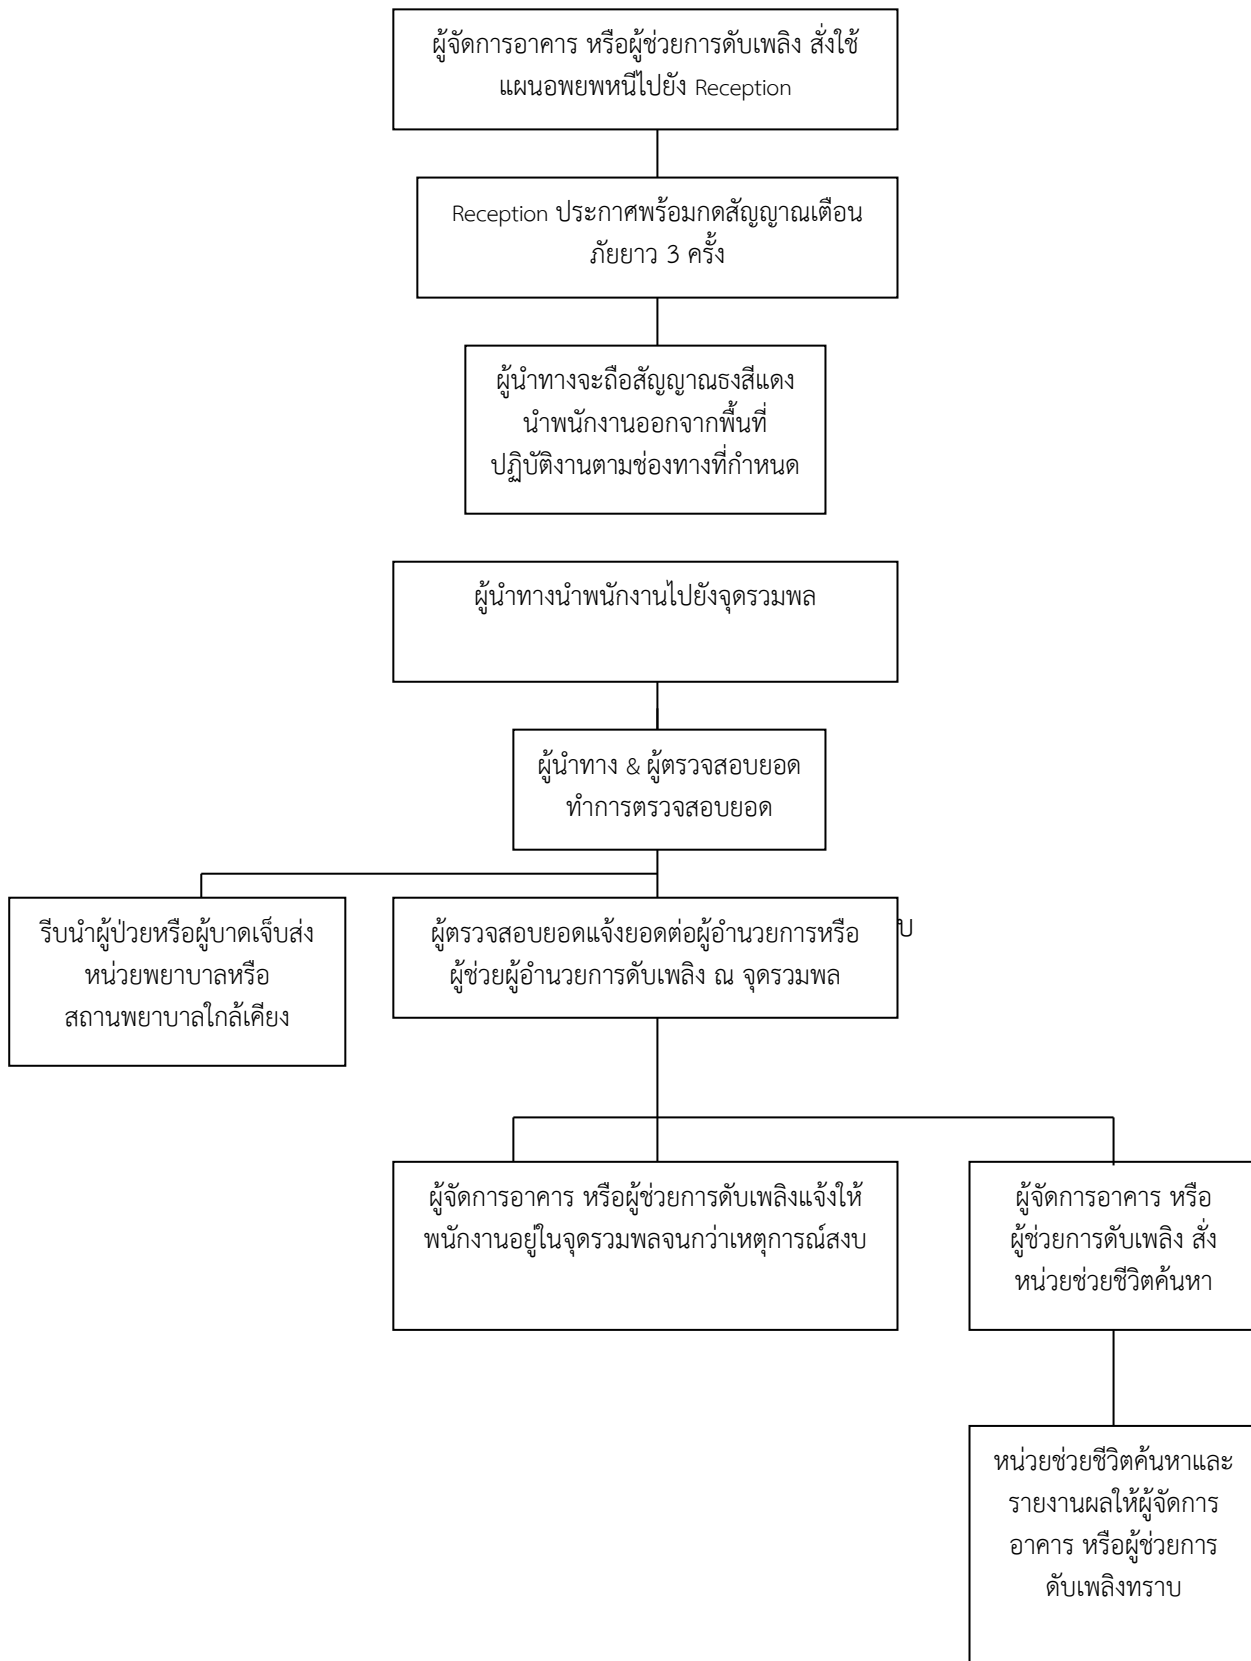 ผู้จัดการอาคาร หรือผู้ช่วยการดับเพลิง สั่งใช้
แผนอพยพหนีไปยัง Reception
Reception ประกาศพร้อมกดสัญญาณเตือน
ภัยยาว 3 ครั้ง
ผู้นำทางจะถือสัญญาณธงสีแดง
นำพนักงานออกจากพื้นที่
ปฏิบัติงานตามช่องทางที่กำหนด
ผู้นำทางนำพนักงานไปยังจุดรวมพล
ผู้นำทาง & ผู้ตรวจสอบยอด
ทำการตรวจสอบยอด
รีบนำผู้ป่วยหรือผู้บาดเจ็บส่ง
หน่วยพยาบาลหรือ
สถานพยาบาลใกล้เคียง
ผู้ตรวจสอบยอดแจ้งยอดต่อผู้อำนวยการหรือ
ผู้ช่วยผู้อำนวยการดับเพลิง ณ จุดรวมพล
ผู้จัดการอาคาร หรือผู้ช่วยการดับเพลิงแจ้งให้
พนักงานอยู่ในจุดรวมพลจนกว่าเหตุการณ์สงบ
ผู้จัดการอาคาร หรือ
ผู้ช่วยการดับเพลิง สั่ง
หน่วยช่วยชีวิตค้นหา
หน่วยช่วยชีวิตค้นหาและ
รายงานผลให้ผู้จัดการ
อาคาร หรือผู้ช่วยการ
ดับเพลิงทราบ